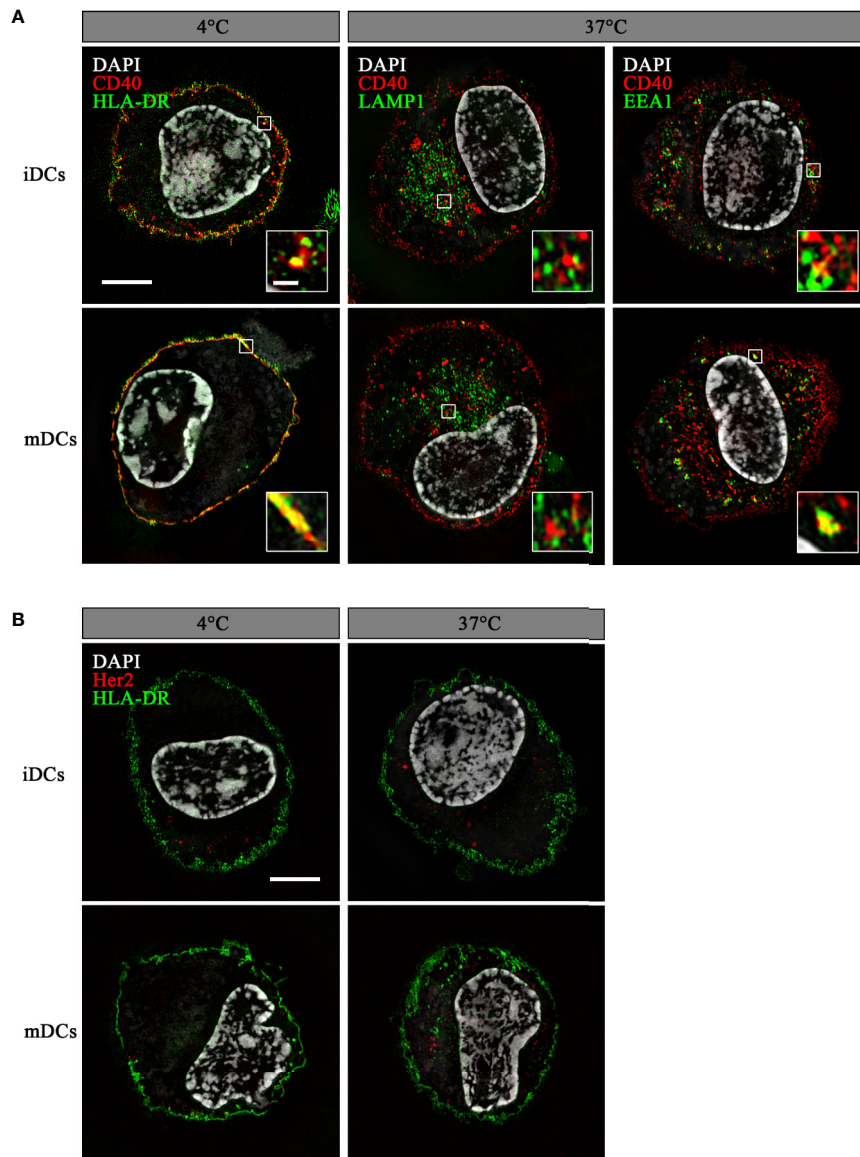 A
4°C
37°C
DAPI
CD40
HLA-DR
DAPI
CD40
LAMP1
DAPI
CD40
EEA1
iDCs
mDCs
B
4°C
37°C
DAPI
Her2
HLA-DR
iDCs
mDCs